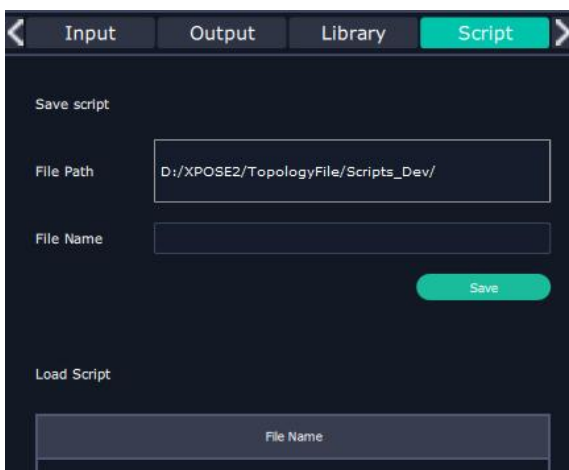 Input Output Library Script
Save script
File Path D:/XPOSE2/TopologyFile/Scripts_Dev/
File Name
Save
Load Script
File Name